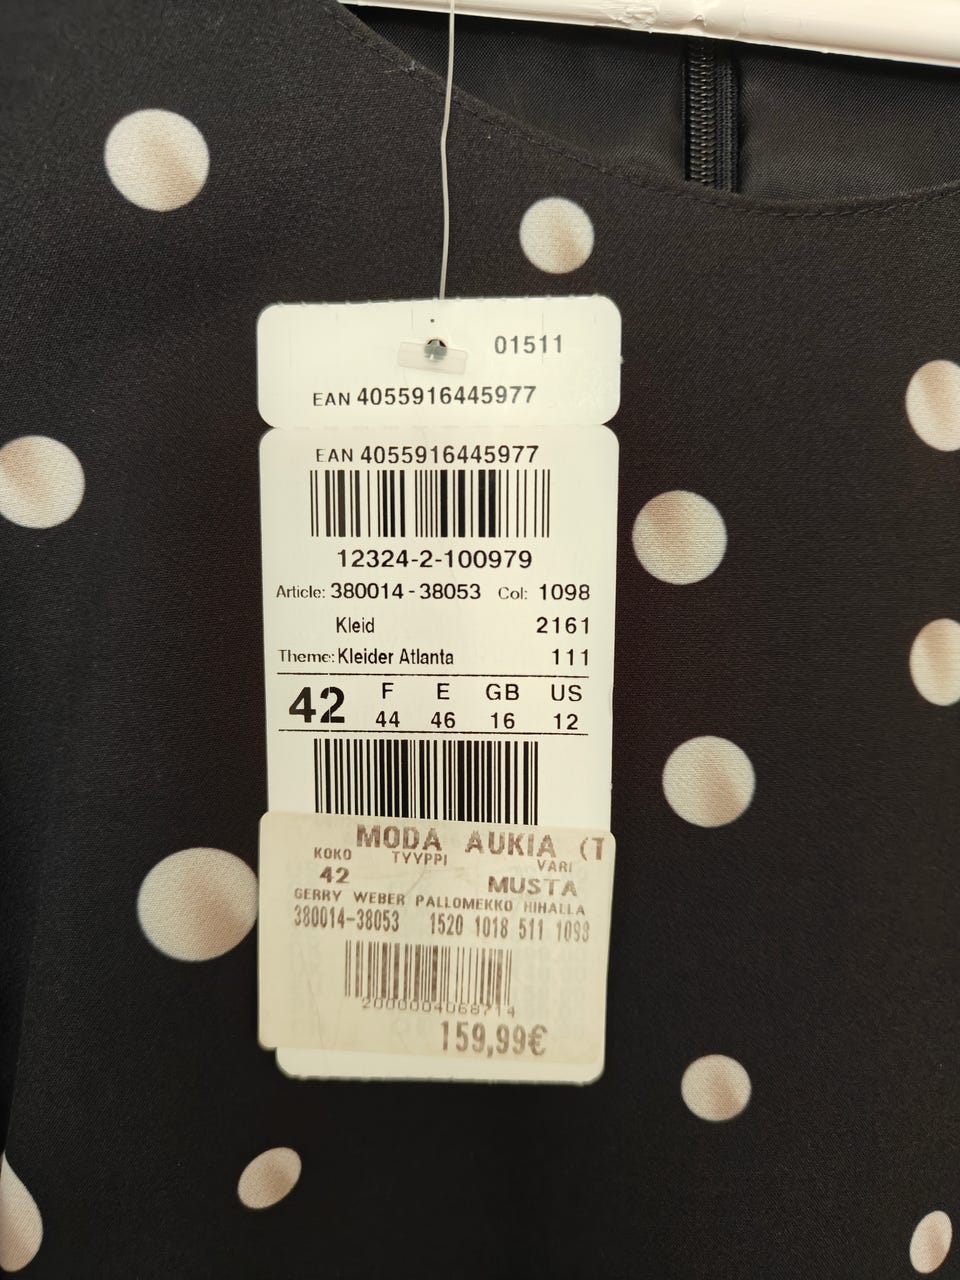 01511
EAN 4055916445977
EAN 4055916445977
12324-2-100979
Article: 380014-38053 Col: 1098
Kleid 2161
Theme: Kleider Atlanta 111
42 F E GB US
44 46 16 12
MODA AUKIA (T
KOKO TYYPPI VARI
42 MUSTA
GERRY WEBER PALLOMEKKO HIHALLA
380014-38053 1520 1018 511 1098
2000004068714
159,99€